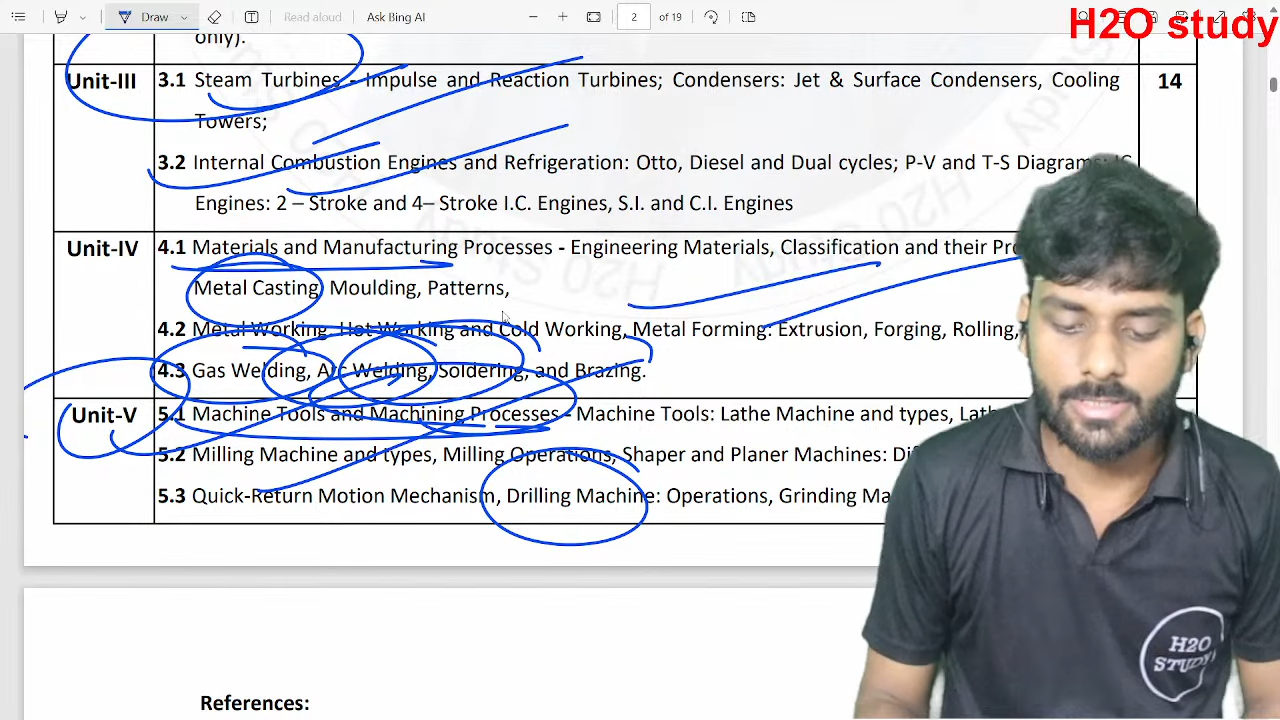 Draw
Read aloud
Ask Bing AI
2 of 19
H2O study
only).
Unit-III 3.1 Steam Turbines - Impulse and Reaction Turbines; Condensers: Jet & Surface Condensers, Cooling 14
Towers;
3.2 Internal Combustion Engines and Refrigeration: Otto, Diesel and Dual cycles; P-V and T-S Diagrams; IC
Engines: 2 – Stroke and 4– Stroke I.C. Engines, S.I. and C.I. Engines
Unit-IV 4.1 Materials and Manufacturing Processes - Engineering Materials, Classification and their
Metal Casting, Moulding, Patterns,
4.2 Metal Working, Hot Working and Cold Working, Metal Forming: Extrusion, Forging, Rolling,
4.3 Gas Welding, Arc Welding, Soldering, and Brazing.
Unit-V 5.1 Machine Tools and Machining Processes - Machine Tools: Lathe Machine and types,
5.2 Milling Machine and types, Milling Operations, Shaper and Planer Machines:
5.3 Quick-Return Motion Mechanism, Drilling Machine: Operations, Grinding
References:
H2O
STUDY